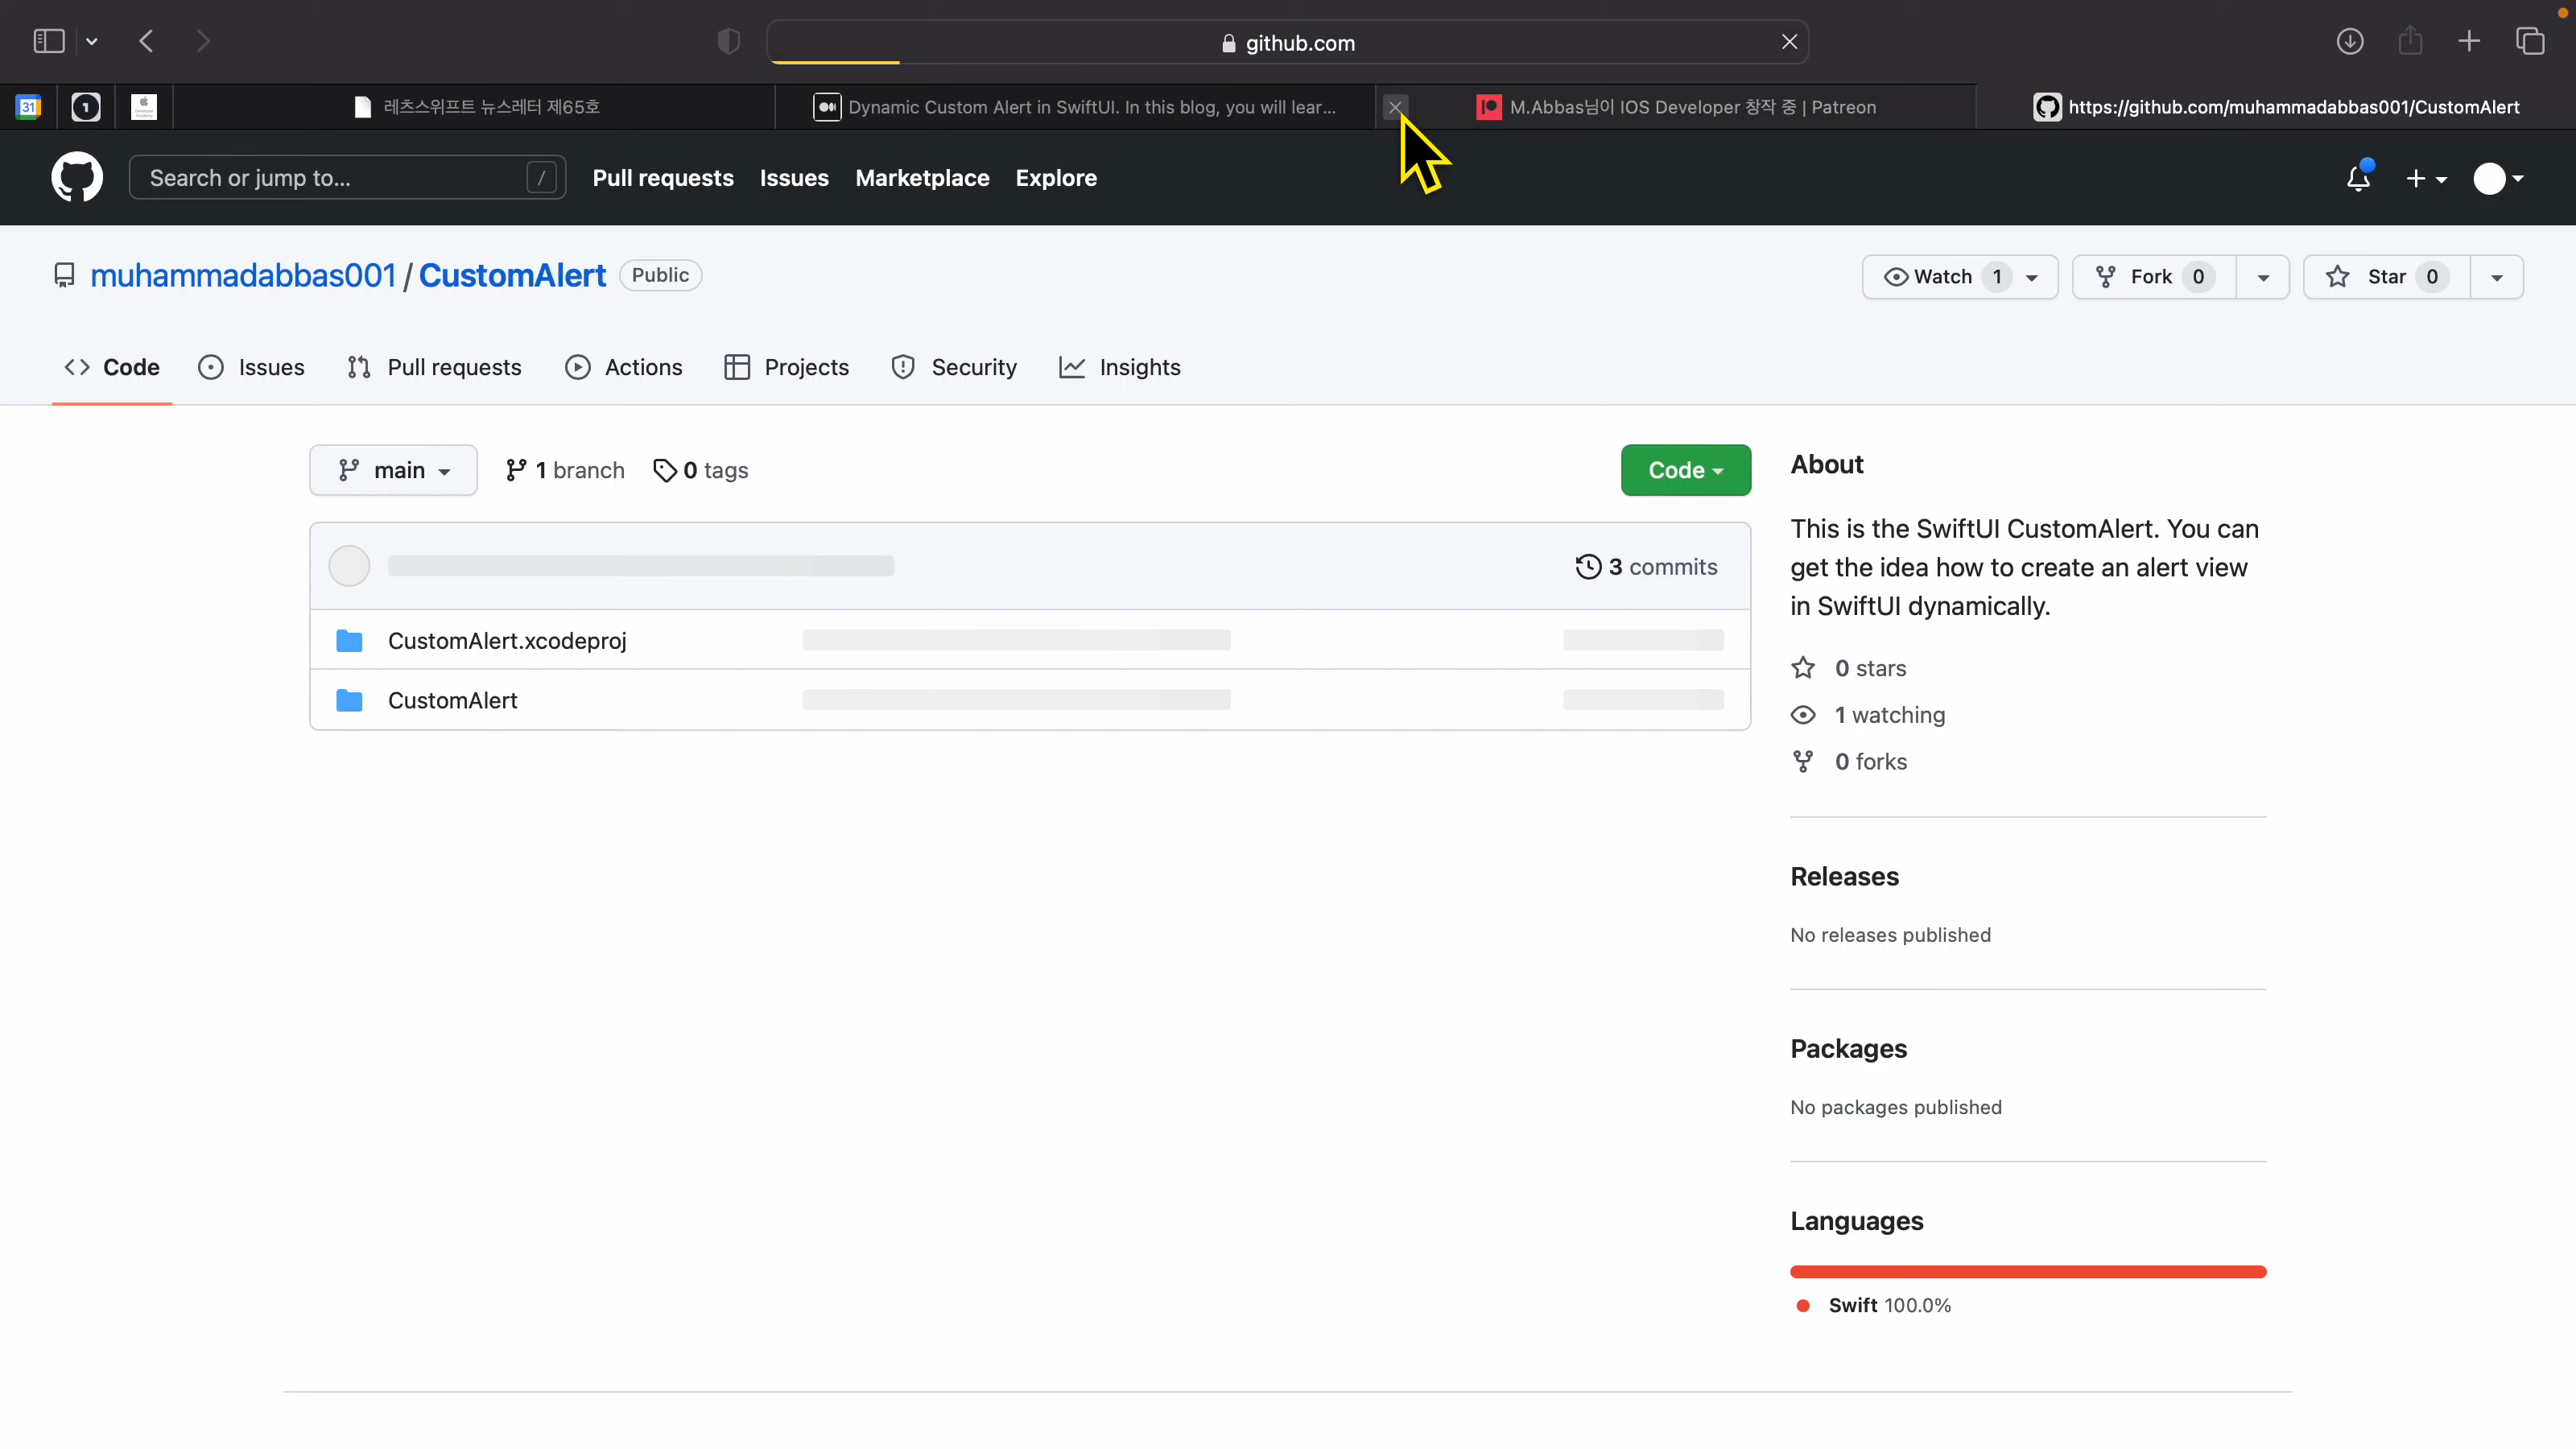 github.com
31
1
레츠스위프트 뉴스레터 제65호
Dynamic Custom Alert in SwiftUI. In this blog, you will lear...
M.Abbas님이 IOS Developer 창작 중 | Patreon
https://github.com/muhammadabbas001/CustomAlert
Search or jump to...
/
Pull requests
Issues
Marketplace
Explore
muhammadabbas001 / CustomAlert
Public
Watch 1
Fork 0
Star 0
Code
Issues
Pull requests
Actions
Projects
Security
Insights
main
1 branch
0 tags
Code
3 commits
CustomAlert.xcodeproj
CustomAlert
About
This is the SwiftUI CustomAlert. You can
get the idea how to create an alert view
in SwiftUI dynamically.
0 stars
1 watching
0 forks
Releases
No releases published
Packages
No packages published
Languages
Swift 100.0%